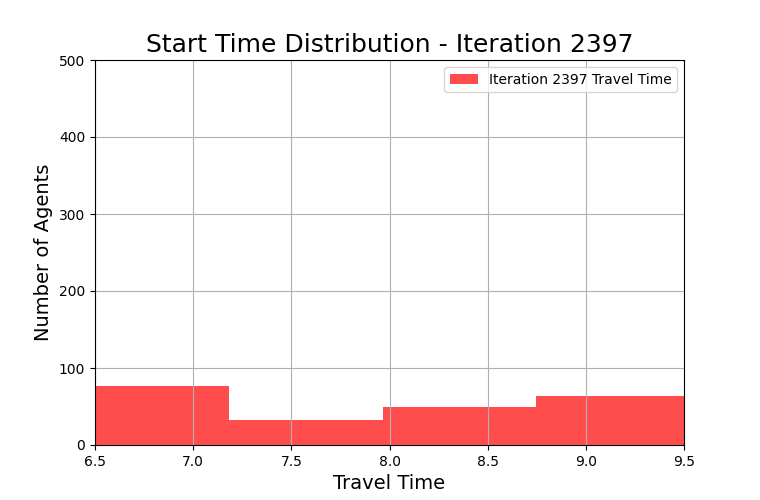 Start Time Distribution - Iteration 2397
Iteration 2397 Travel Time
Number of Agents
500
400
300
200
100
0
6.5 7.0 7.5 8.0 8.5 9.0 9.5
Travel Time